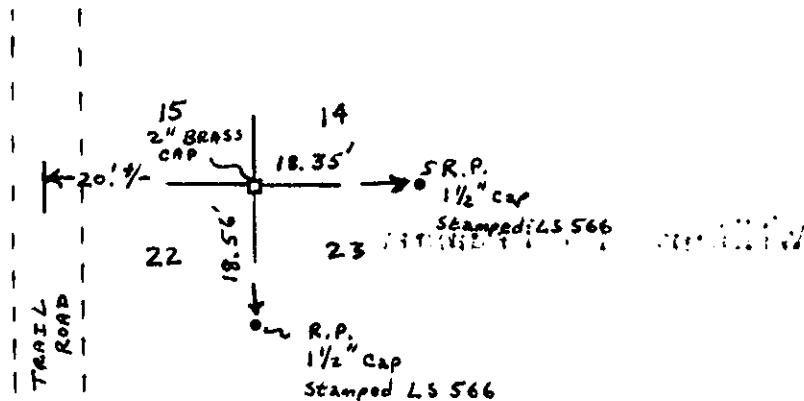 15
14
2" BRASS
CAP
18.35'
20' +/-
R.P.
1½" Cap
Stamped LS 566
18.56'
22
23
TRAIL
ROAD
R.P.
1½" Cap
Stamped LS 566